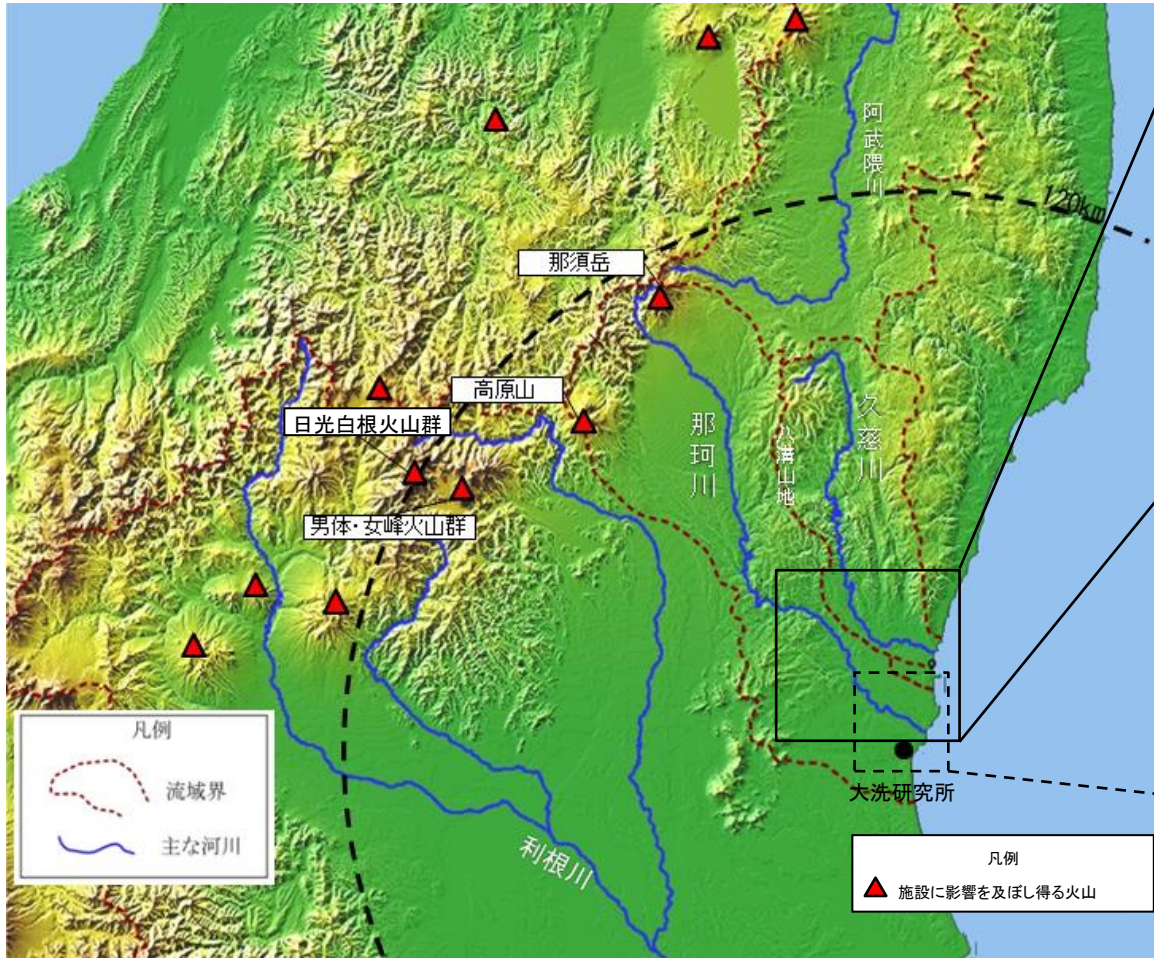 阿武隈川
120km
那須岳
高原山
日光白根火山群
那珂川
八溝山地
久慈川
男体・女峰火山群
凡例
流域界
主な河川
利根川
大洗研究所
凡例
施設に影響を及ぼし得る火山